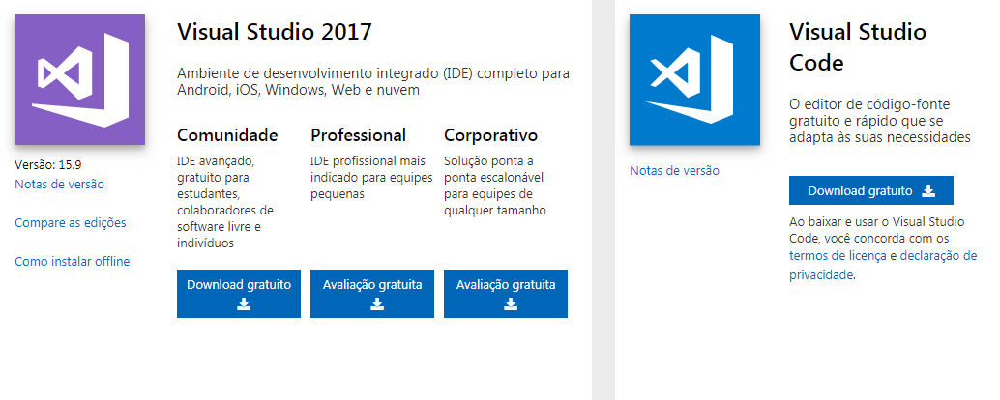 Visual Studio 2017
Ambiente de desenvolvimento integrado (IDE) completo para
Android, iOS, Windows, Web e nuvem
Versão: 15.9
Notas de versão
Compare as edições
Como instalar offline
Comunidade
IDE avançado,
gratuito para
estudantes,
colaboradores de
software livre e
indivíduos
Download gratuito
Professional
IDE profissional mais
indicado para equipes
pequenas
Avaliação gratuita
Corporativo
Solução ponta a
ponta escalonável
para equipes de
qualquer tamanho
Avaliação gratuita
Visual Studio
Code
O editor de código-fonte
gratuito e rápido que se
adapta às suas necessidades
Notas de versão
Download gratuito
Ao baixar e usar o Visual Studio
Code, você concorda com os
termos de licença e declaração de
privacidade.